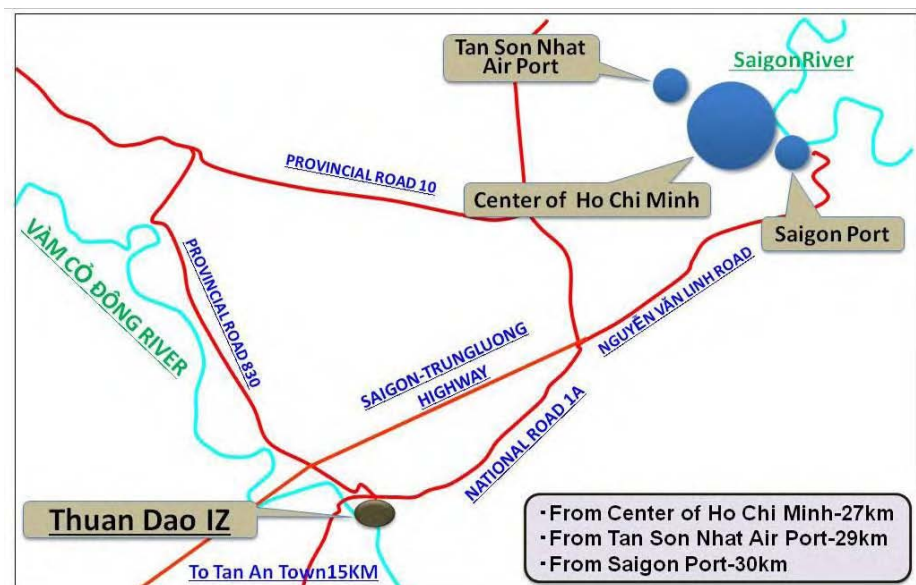 Tan Son Nhat
Air Port
SaigonRiver
PROVINCIAL ROAD 10
Center of Ho Chi Minh
Saigon Port
VÀM CỎ ĐÔNG RIVER
PROVINCIAL ROAD 830
NGUYỄN VĂN LINH ROAD
SAIGON-TRUNGLUONG
HIGHWAY
NATIONAL ROAD 1A
Thuan Dao IZ
To Tan An Town15KM
·From Center of Ho Chi Minh-27km
·From Tan Son Nhat Air Port-29km
·From Saigon Port-30km